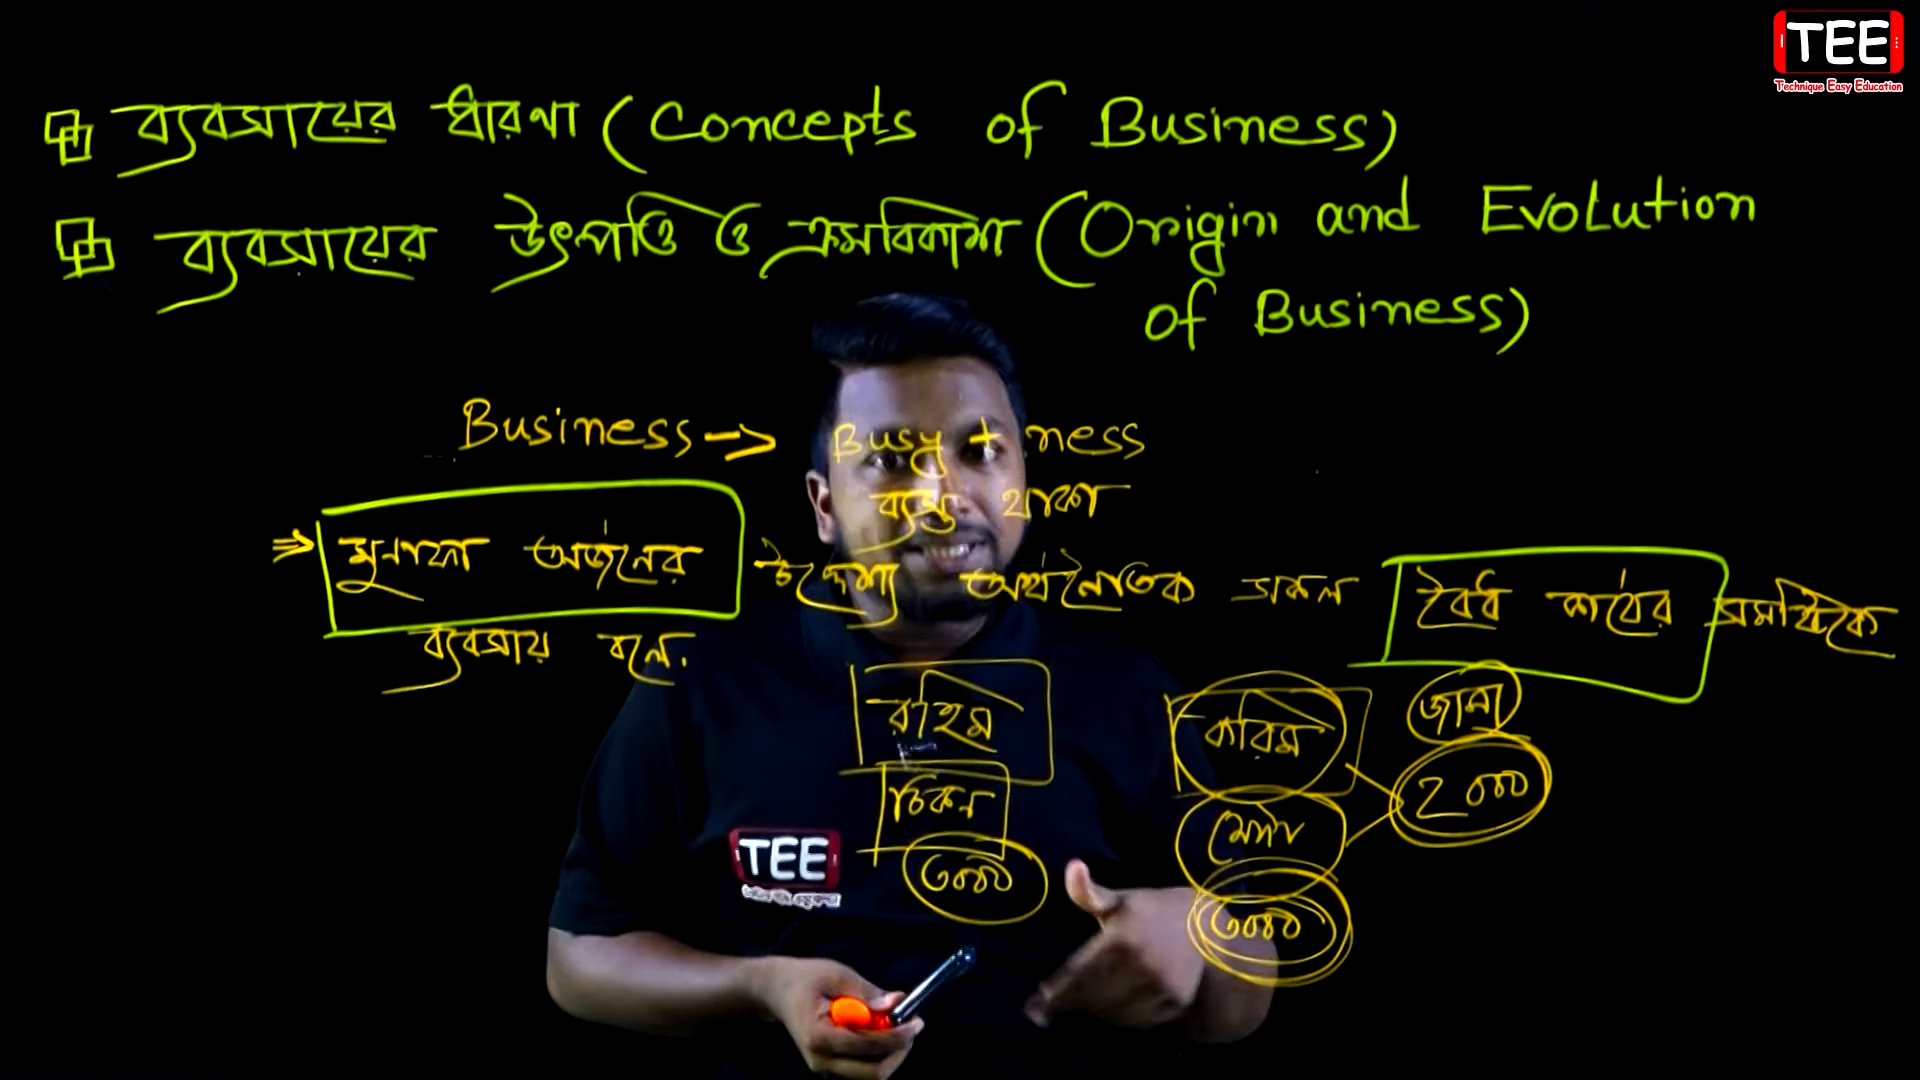 TEE
Technique Easy Education
ব্যবসায়ের ধারণা (Concepts of Business)
ব্যবসায়ের উৎপত্তি ও ক্রমবিকাশ (Origin and Evolution
of Business)
Business -> Busy + ness
ব্যস্ত থাকা
=> মুনাফা অর্জনের উদ্দেশ্যে অর্থনৈতিক সকল বৈধ কার্যের সমষ্টিকে
ব্যবসায় বলে.
রহিম করিম জামা
চিকন ২০০০
৩০০০ ৩০০০
TEE